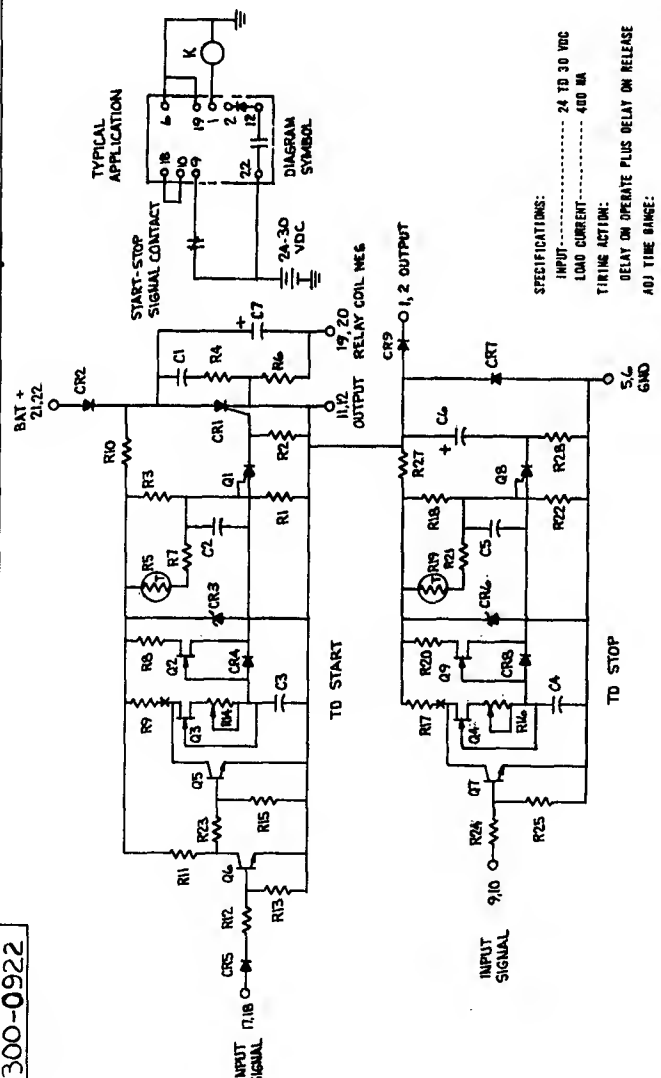 300-0922
TYPICAL
APPLICATION
START-STOP
SIGNAL CONTACT
K
18
10
9
22
6
19
1
2
12
24-30
VDC
DIAGRAM
SYMBOL
BAT +
21,22
CR2
R10
R3
R5
T
R7
C2
Q1
C1
R4
R6
C7
+
CR1
R2
R1
19, 20
RELAY COIL NEG
11,12
OUTPUT
R8
Q2
CR3
CR4
R9
Q3
R14
C3
TD START
Q5
R23
R15
R11
Q6
R12
R13
CR5
17,18
INPUT
SIGNAL
CR9
1, 2 OUTPUT
R27
R18
R19
T
R21
C5
C6
+
CR7
Q8
R28
R22
5,6
GND
R20
Q9
CR6
CR8
R17
Q4
R16
C4
TD STOP
Q7
R24
R25
9,10
INPUT
SIGNAL
SPECIFICATIONS:
INPUT---------------- 24 TO 30 VDC
LOAD CURRENT---------- 400 MA
TIMING ACTION:
DELAY ON OPERATE PLUS DELAY ON RELEASE
ADJ TIME RANGE: